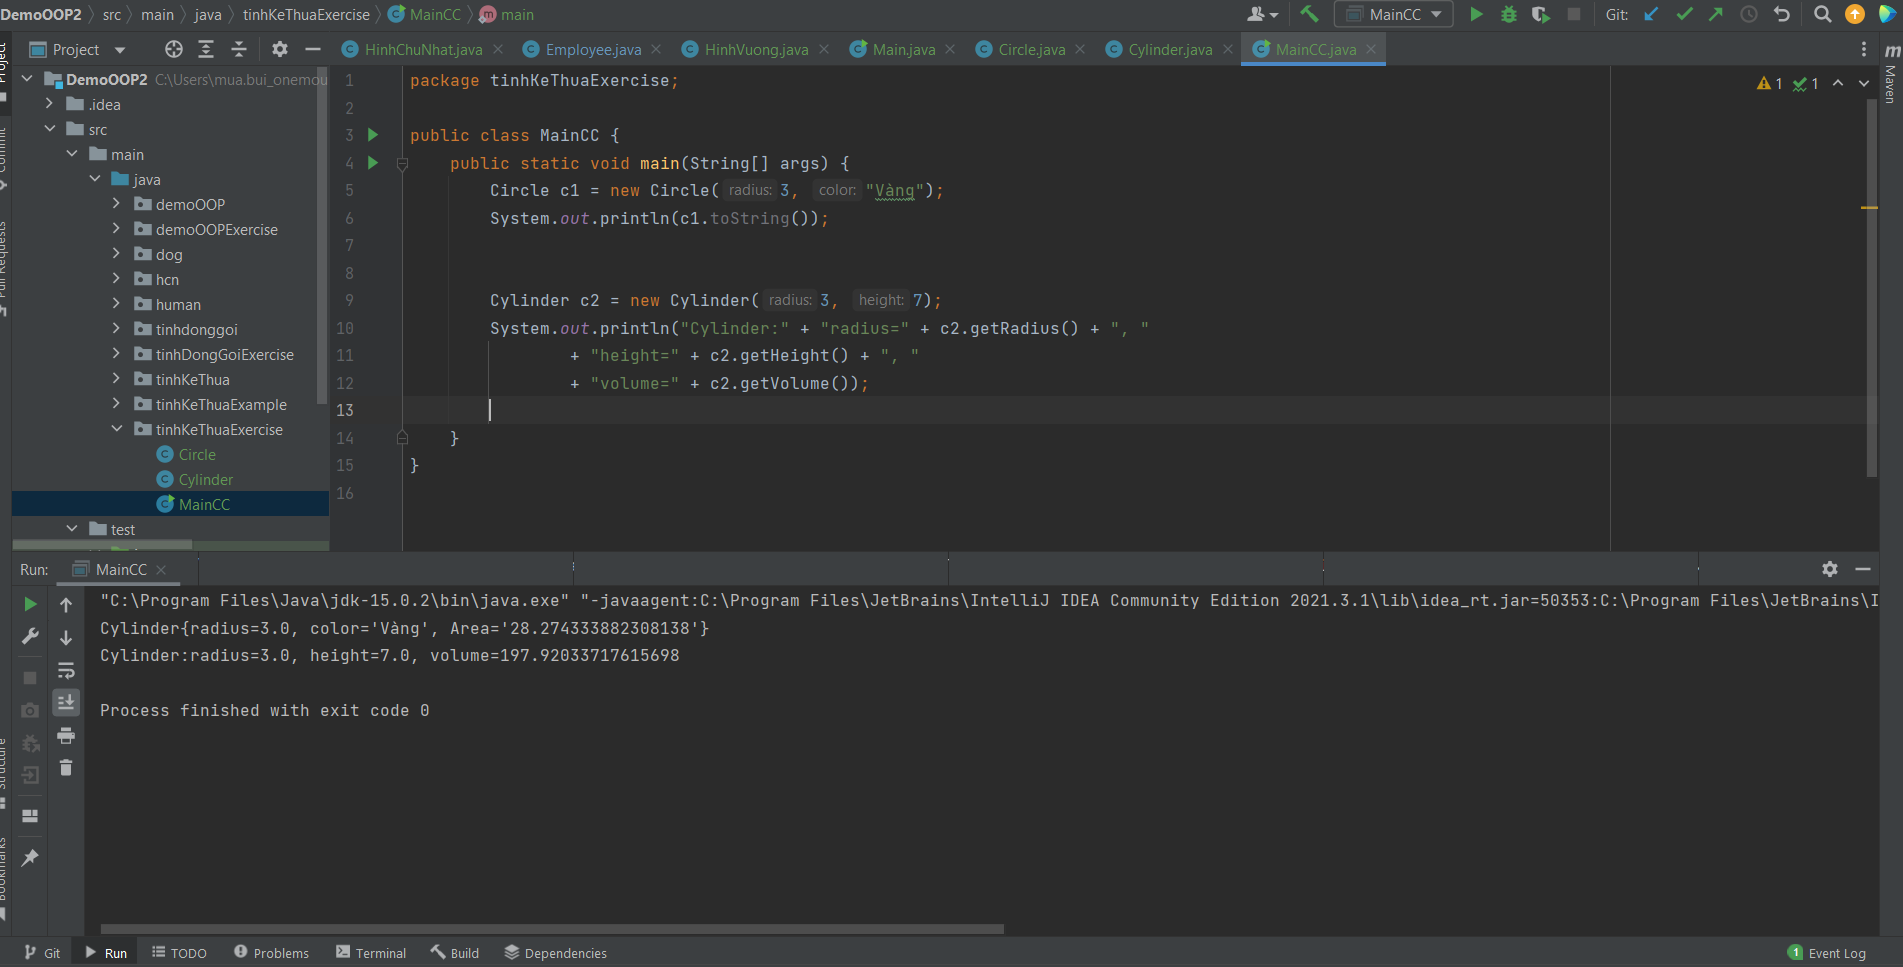 DemoOOP2 src main java tinhKeThuaExercise MainCC main
MainCC Git:
Project
HinhChuNhat.java Employee.java HinhVuong.java Main.java Circle.java Cylinder.java MainCC.java
Project
Commit
Pull Requests
Structure
Bookmarks
Maven
DemoOOP2 C:\Users\mua.bui_onemou
.idea
src
main
java
demoOOP
demoOOPExercise
dog
hcn
human
tinhdonggoi
tinhDongGoiExercise
tinhKeThua
tinhKeThuaExample
tinhKeThuaExercise
Circle
Cylinder
MainCC
test
1 package tinhKeThuaExercise;
1 1
2
3 public class MainCC {
4 public static void main(String[] args) {
5 Circle c1 = new Circle( radius: 3, color: "Vàng");
6 System.out.println(c1.toString());
7
8
9 Cylinder c2 = new Cylinder( radius: 3, height: 7);
10 System.out.println("Cylinder:" + "radius=" + c2.getRadius() + ", "
11 + "height=" + c2.getHeight() + ", "
12 + "volume=" + c2.getVolume());
13
14 }
15 }
16
Run: MainCC
"C:\Program Files\Java\jdk-15.0.2\bin\java.exe" "-javaagent:C:\Program Files\JetBrains\IntelliJ IDEA Community Edition 2021.3.1\lib\idea_rt.jar=50353:C:\Program Files\JetBrains\I
Cylinder{radius=3.0, color='Vàng', Area='28.274333882308138'}
Cylinder:radius=3.0, height=7.0, volume=197.92033717615698
Process finished with exit code 0
Git Run TODO Problems Terminal Build Dependencies 1 Event Log